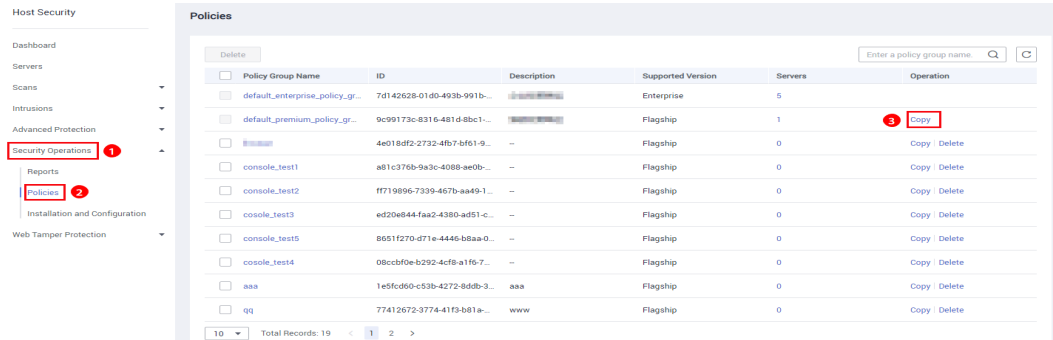 Host Security
Dashboard
Servers
Scans
Intrusions
Advanced Protection
Security Operations 1
Reports
Policies 2
Installation and Configuration
Web Tamper Protection
Policies
Delete
Enter a policy group name.
C
Policy Group Name ID Description Supported Version Servers Operation
default_enterprise_policy_gr... 7d142628-01d0-493b-991b-... Enterprise 5
default_premium_policy_gr... 9c99173c-8316-481d-8bc1-... Flagship 1 3 Copy
4e018df2-2732-4fb7-bf61-9... – Flagship 0 Copy | Delete
console_test1 a81c376b-9a3c-4088-ae0b-... – Flagship 0 Copy | Delete
console_test2 ff719896-7339-467b-aa49-1... – Flagship 0 Copy | Delete
cosole_test3 ed20e844-faa2-4380-ad51-c... – Flagship 0 Copy | Delete
console_test5 8651f270-d71e-4446-b8aa-0... – Flagship 0 Copy | Delete
cosole_test4 08ccbf0e-b292-4cf8-a1f6-7... – Flagship 0 Copy | Delete
aaa 1e5fcd60-c53b-4272-8ddb-3... aaa Flagship 0 Copy | Delete
qq 77412672-3774-41f3-b81a-... www Flagship 0 Copy | Delete
10 Total Records: 19 < 1 2 >